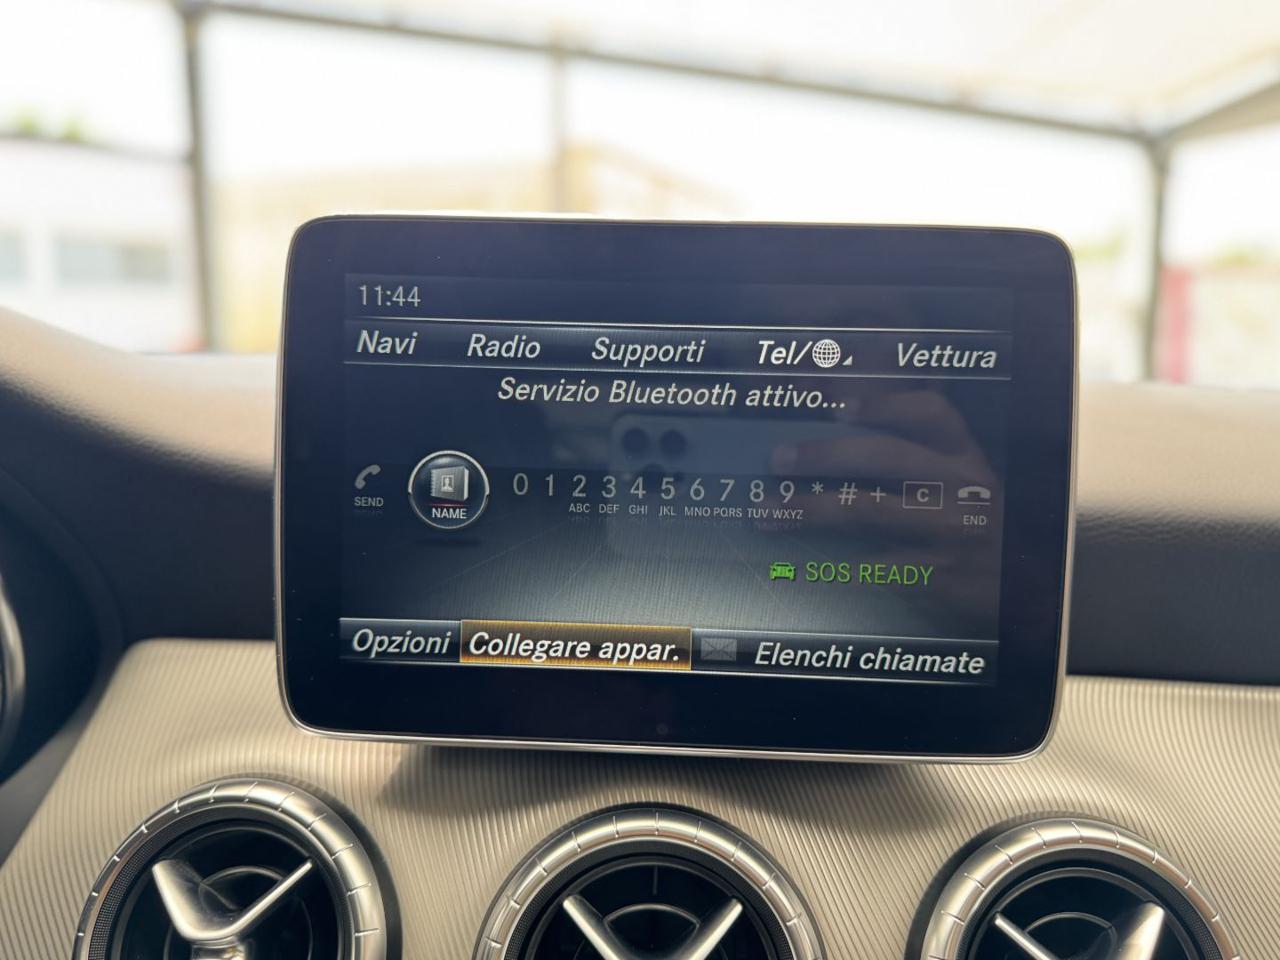 11:44
Navi Radio Supporti Tel/ Vettura
Servizio Bluetooth attivo...
SEND NAME 0 1 2 3 4 5 6 7 8 9 * # + C END
ABC DEF GHI JKL MNO PQRS TUV WXYZ
SOS READY
Opzioni Collegare appar. Elenchi chiamate